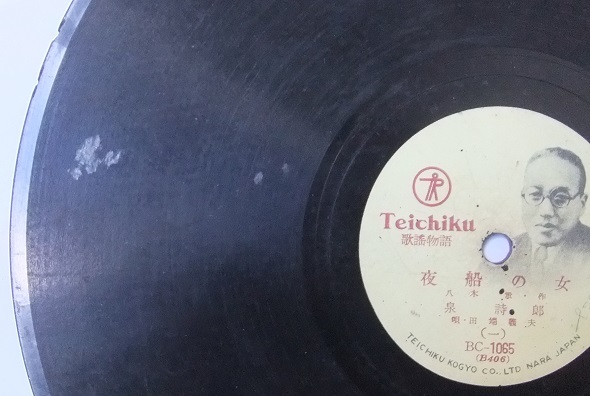 Teichiku
歌謡物語
夜船の女
八木 作
泉詩郎
唄・田端義夫
(一)
BC-1065
(B406)
TEICHIKU KOGYO CO., LTD NARA JAPAN